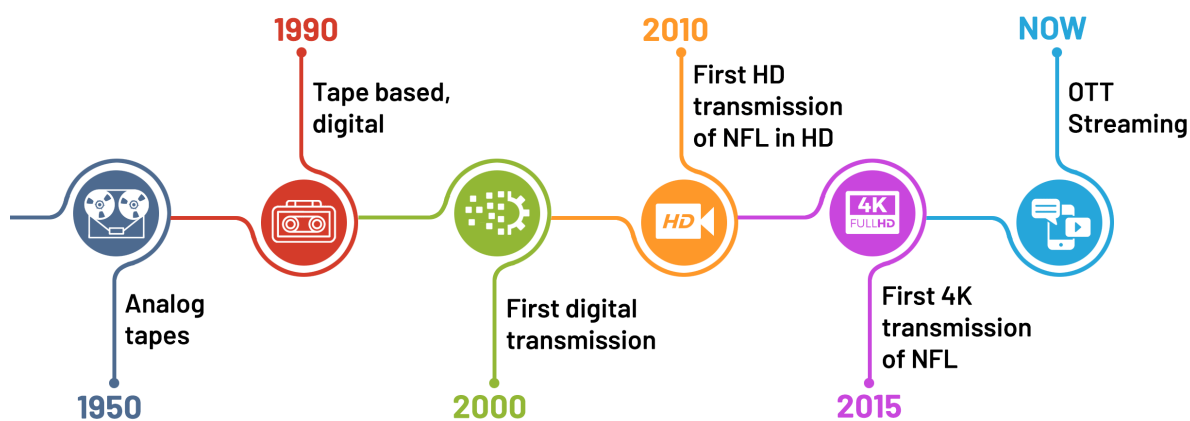 1990
Tape based,
digital
2010
First HD
transmission
of NFL in HD
NOW
OTT
Streaming
HD
4K
FULLHD
Analog
tapes
1950
First digital
transmission
2000
First 4K
transmission
of NFL
2015